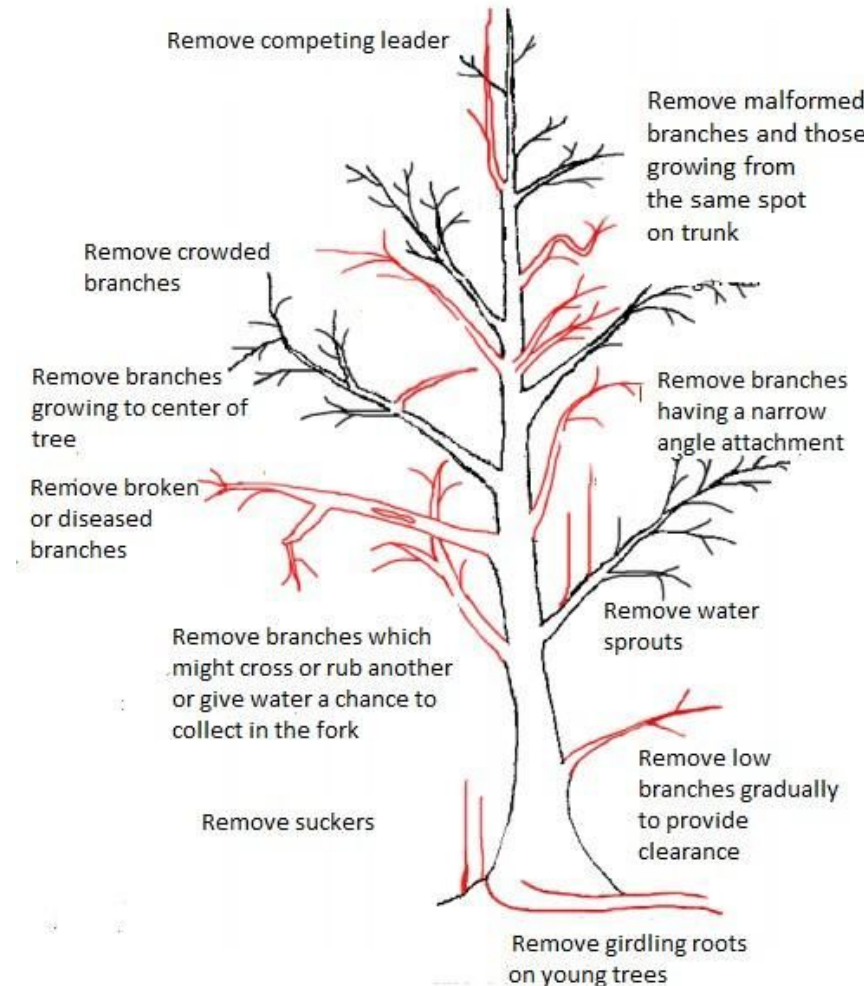 Remove competing leader
Remove malformed
branches and those
growing from
the same spot
on trunk
Remove crowded
branches
Remove branches
growing to center of
tree
Remove branches
having a narrow
angle attachment
Remove broken
or diseased
branches
Remove water
sprouts
Remove branches which
might cross or rub another
or give water a chance to
collect in the fork
Remove low
branches gradually
to provide
clearance
Remove suckers
Remove girdling roots
on young trees